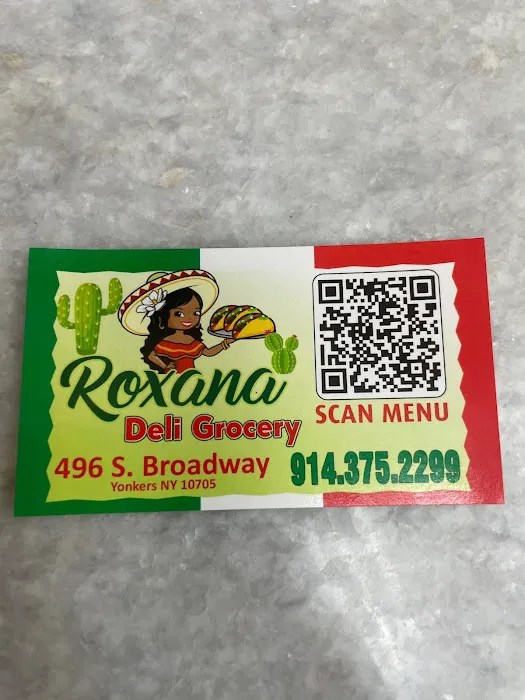 Roxana
Deli Grocery
SCAN MENU
496 S. Broadway
Yonkers NY 10705
914.375.2299